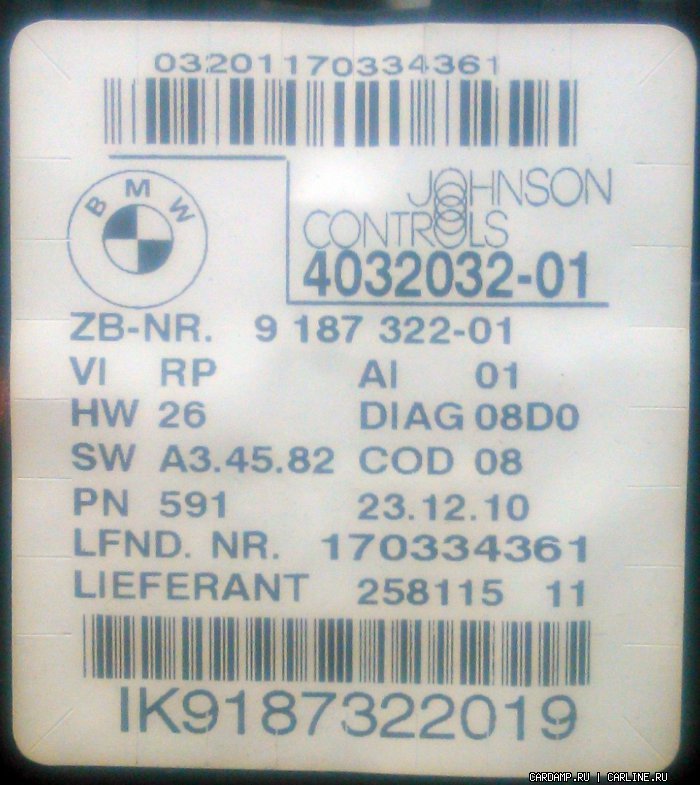 03201170334361
BMW
JOHNSON
CONTROLS
4032032-01
ZB-NR. 9 187 322-01
VI RP AI 01
HW 26 DIAG 08D0
SW A3.45.82 COD 08
PN 591 23.12.10
LFND. NR. 170334361
LIEFERANT 258115 11
IK9187322019
CARDAMP.RU | CARLINE.RU